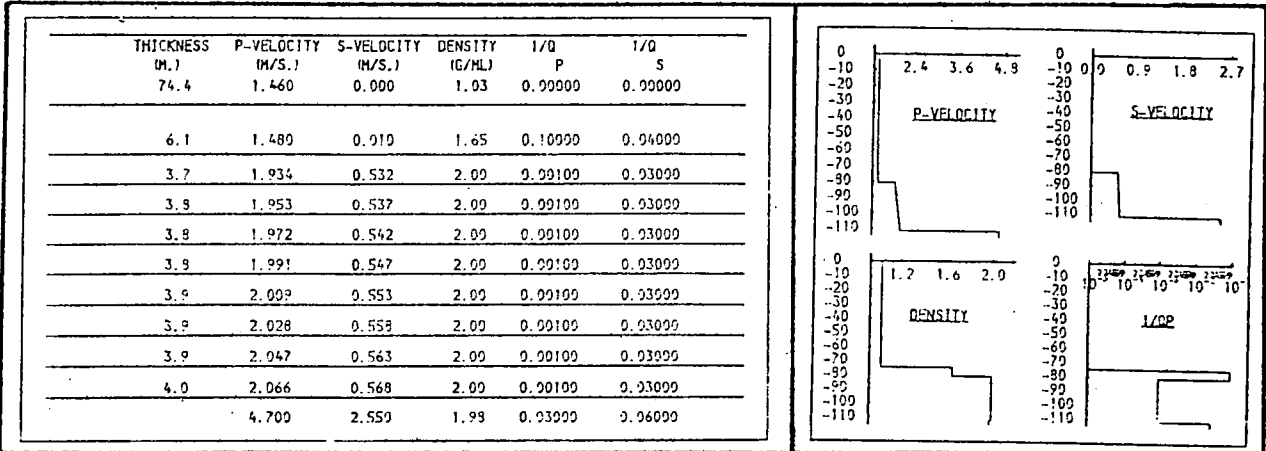 THICKNESS P-VELOCITY S-VELOCITY DENSITY 1/Q 1/Q
(M.) (M/S.) (M/S.) (G/ML) P S
74.4 1.460 0.000 1.03 0.00000 0.00000
6.1 1.480 0.010 1.65 0.10000 0.04000
3.7 1.934 0.532 2.00 0.00100 0.03000
3.8 1.953 0.537 2.00 0.00100 0.03000
3.8 1.972 0.542 2.00 0.00100 0.03000
3.8 1.991 0.547 2.00 0.00100 0.03000
3.9 2.009 0.553 2.00 0.00100 0.03000
3.9 2.028 0.558 2.00 0.00100 0.03000
3.9 2.047 0.563 2.00 0.00100 0.03000
4.0 2.066 0.568 2.00 0.00100 0.03000
4.700 2.550 1.98 0.03000 0.06000
0
-10 2.4 3.6 4.8
-20
-30
-40 P-VELOCITY
-50
-60
-70
-80
-90
-100
-110
0
-10 0.0 0.9 1.8 2.7
-20
-30
-40 S-VELOCITY
-50
-60
-70
-80
-90
-100
-110
0
-10 1.2 1.6 2.0
-20
-30
-40 DENSITY
-50
-60
-70
-80
-90
-100
-110
0
-10
-20
-30
-40 1/QP
-50
-60
-70
-80
-90
-100
-110